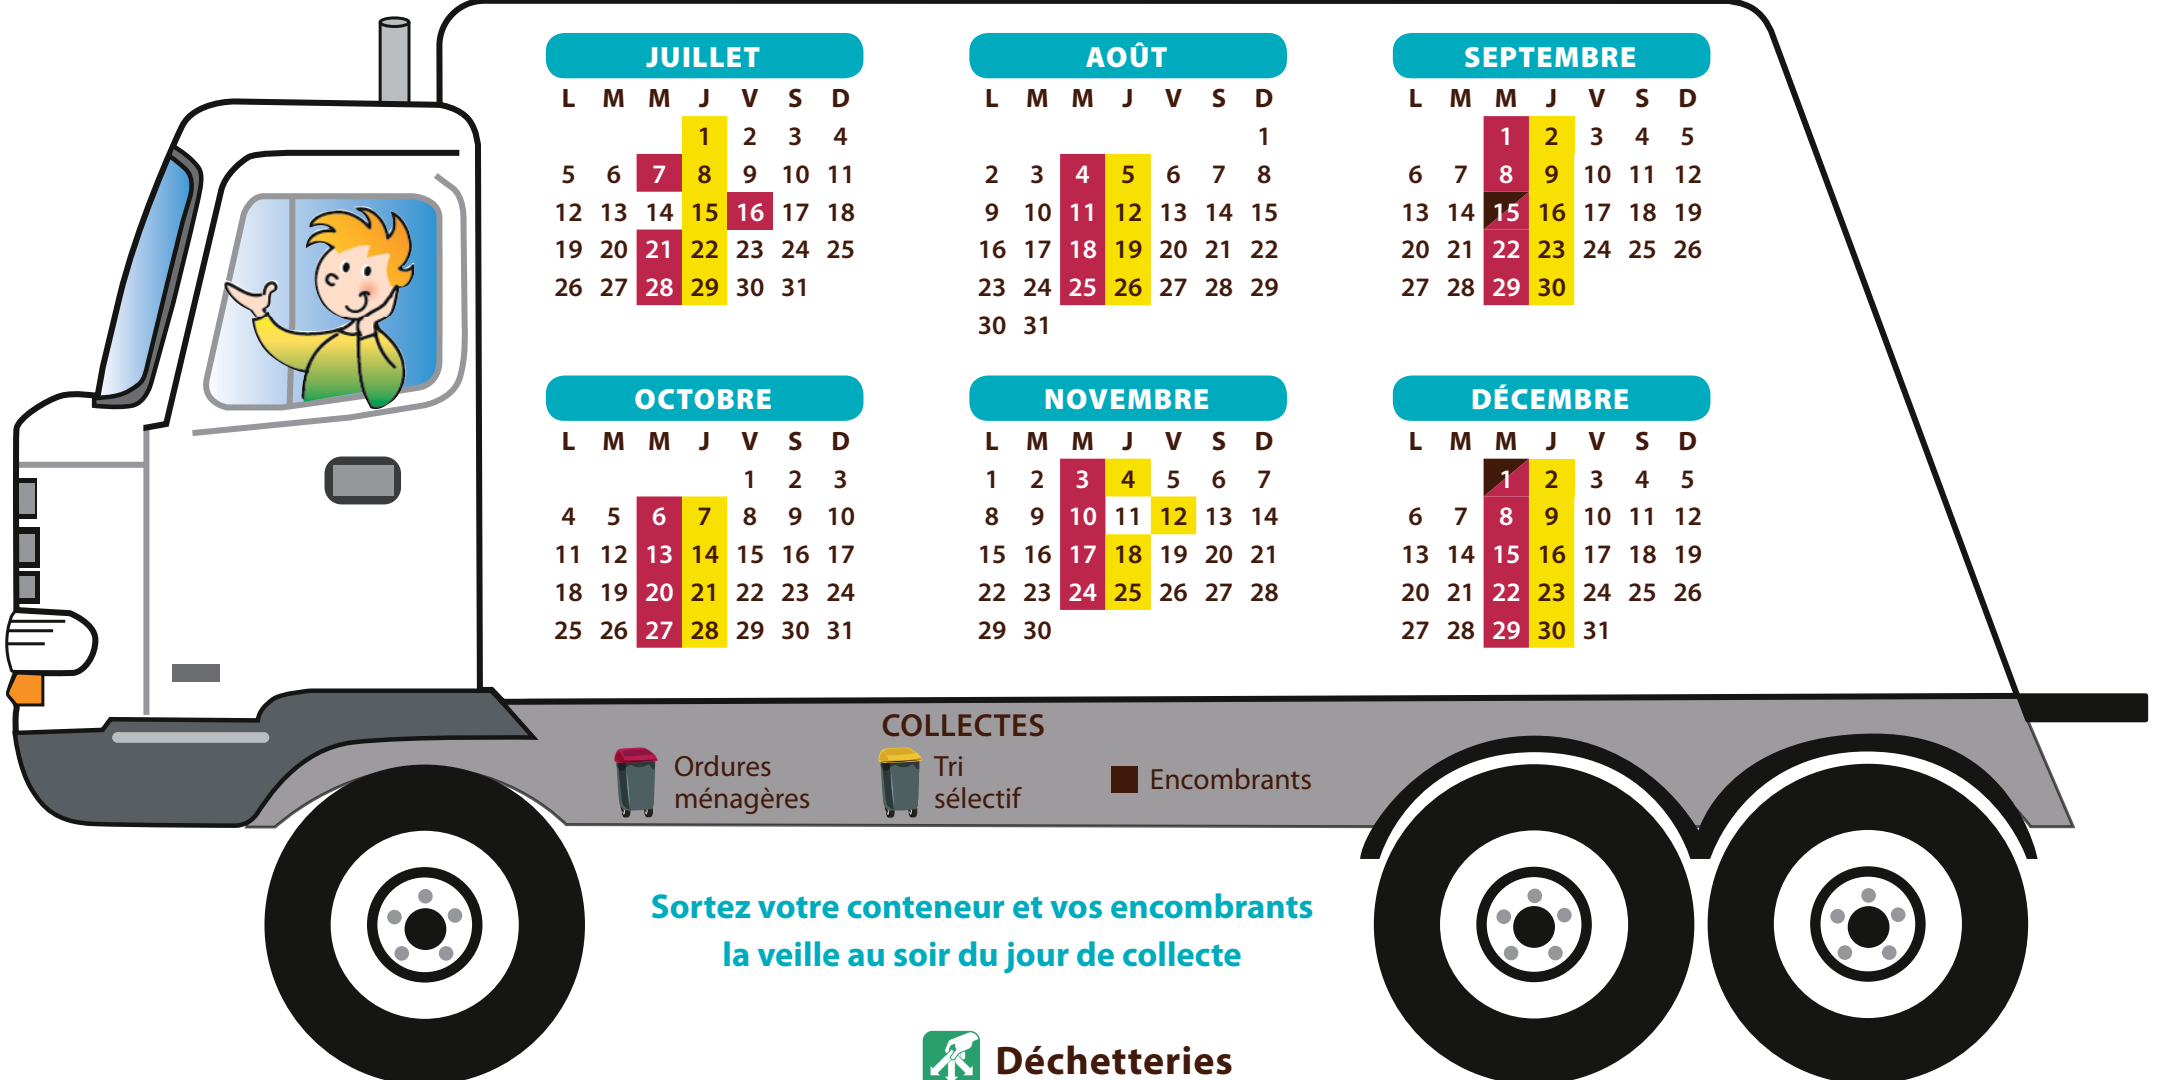 JUILLET
L M M J V S D
1 2 3 4
5 6 7 8 9 10 11
12 13 14 15 16 17 18
19 20 21 22 23 24 25
26 27 28 29 30 31
AOÛT
L M M J V S D
1
2 3 4 5 6 7 8
9 10 11 12 13 14 15
16 17 18 19 20 21 22
23 24 25 26 27 28 29
30 31
SEPTEMBRE
L M M J V S D
1 2 3 4 5
6 7 8 9 10 11 12
13 14 15 16 17 18 19
20 21 22 23 24 25 26
27 28 29 30
OCTOBRE
L M M J V S D
1 2 3
4 5 6 7 8 9 10
11 12 13 14 15 16 17
18 19 20 21 22 23 24
25 26 27 28 29 30 31
NOVEMBRE
L M M J V S D
1 2 3 4 5 6 7
8 9 10 11 12 13 14
15 16 17 18 19 20 21
22 23 24 25 26 27 28
29 30
DÉCEMBRE
L M M J V S D
1 2 3 4 5
6 7 8 9 10 11 12
13 14 15 16 17 18 19
20 21 22 23 24 25 26
27 28 29 30 31
COLLECTES
Ordures
ménagères
Tri
sélectif
Encombrants
Sortez votre conteneur et vos encombrants
la veille au soir du jour de collecte
Déchetteries